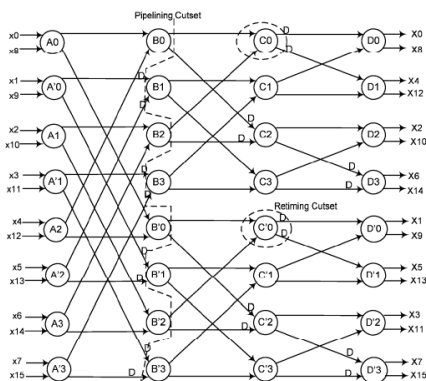 Pipelining Cutset
x0 D X0
A0 B0 C0 D0
x8 D X8
x1 D X4
A'0 B1 C1 D1
x9 D X12
x2 X2
A1 B2 C2 D2
x10 D X10
D
x3 D X6
A'1 B3 C3 D3
x11 D D X14
Retiming Cutset
x4 D X1
A2 B'0 C'0 D'0
x12 D X9
D
x5 X5
A'2 B'1 C'1 D'1
x13 D X13
D
x6 X3
A3 B'2 C'2 D'2
x14 D X11
D D
x7 X7
A'3 B'3 C'3 D'3
x15 D D X15